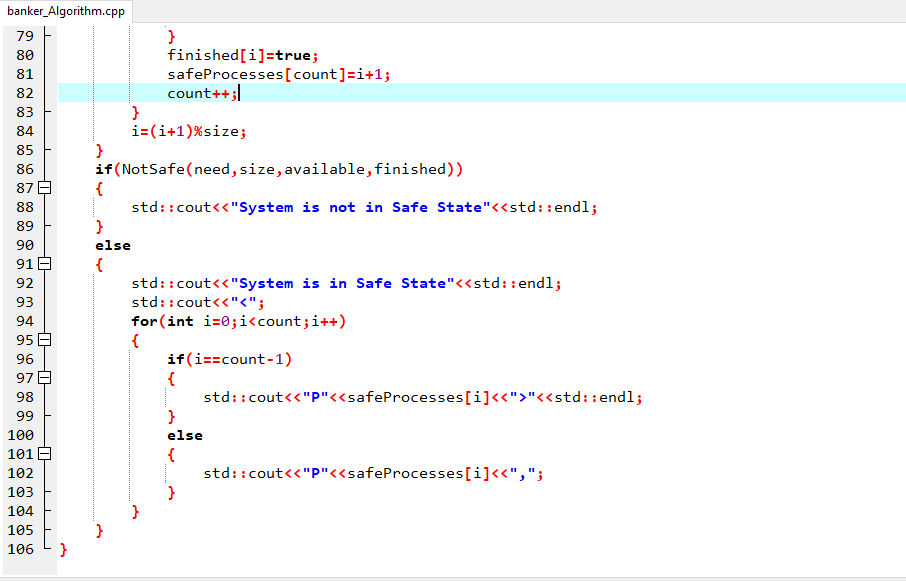 banker_Algorithm.cpp
79 }
80 finished[i]=true;
81 safeProcesses[count]=i+1;
82 count++;
83 }
84 i=(i+1)%size;
85 }
86 if(NotSafe(need,size,available,finished))
87 {
88 std::cout<<"System is not in Safe State"<<std::endl;
89 }
90 else
91 {
92 std::cout<<"System is in Safe State"<<std::endl;
93 std::cout<<"<";
94 for(int i=0;i<count;i++)
95 {
96 if(i==count-1)
97 {
98 std::cout<<"P"<<safeProcesses[i]<<">"<<std::endl;
99 }
100 else
101 {
102 std::cout<<"P"<<safeProcesses[i]<<",";
103 }
104 }
105 }
106 }